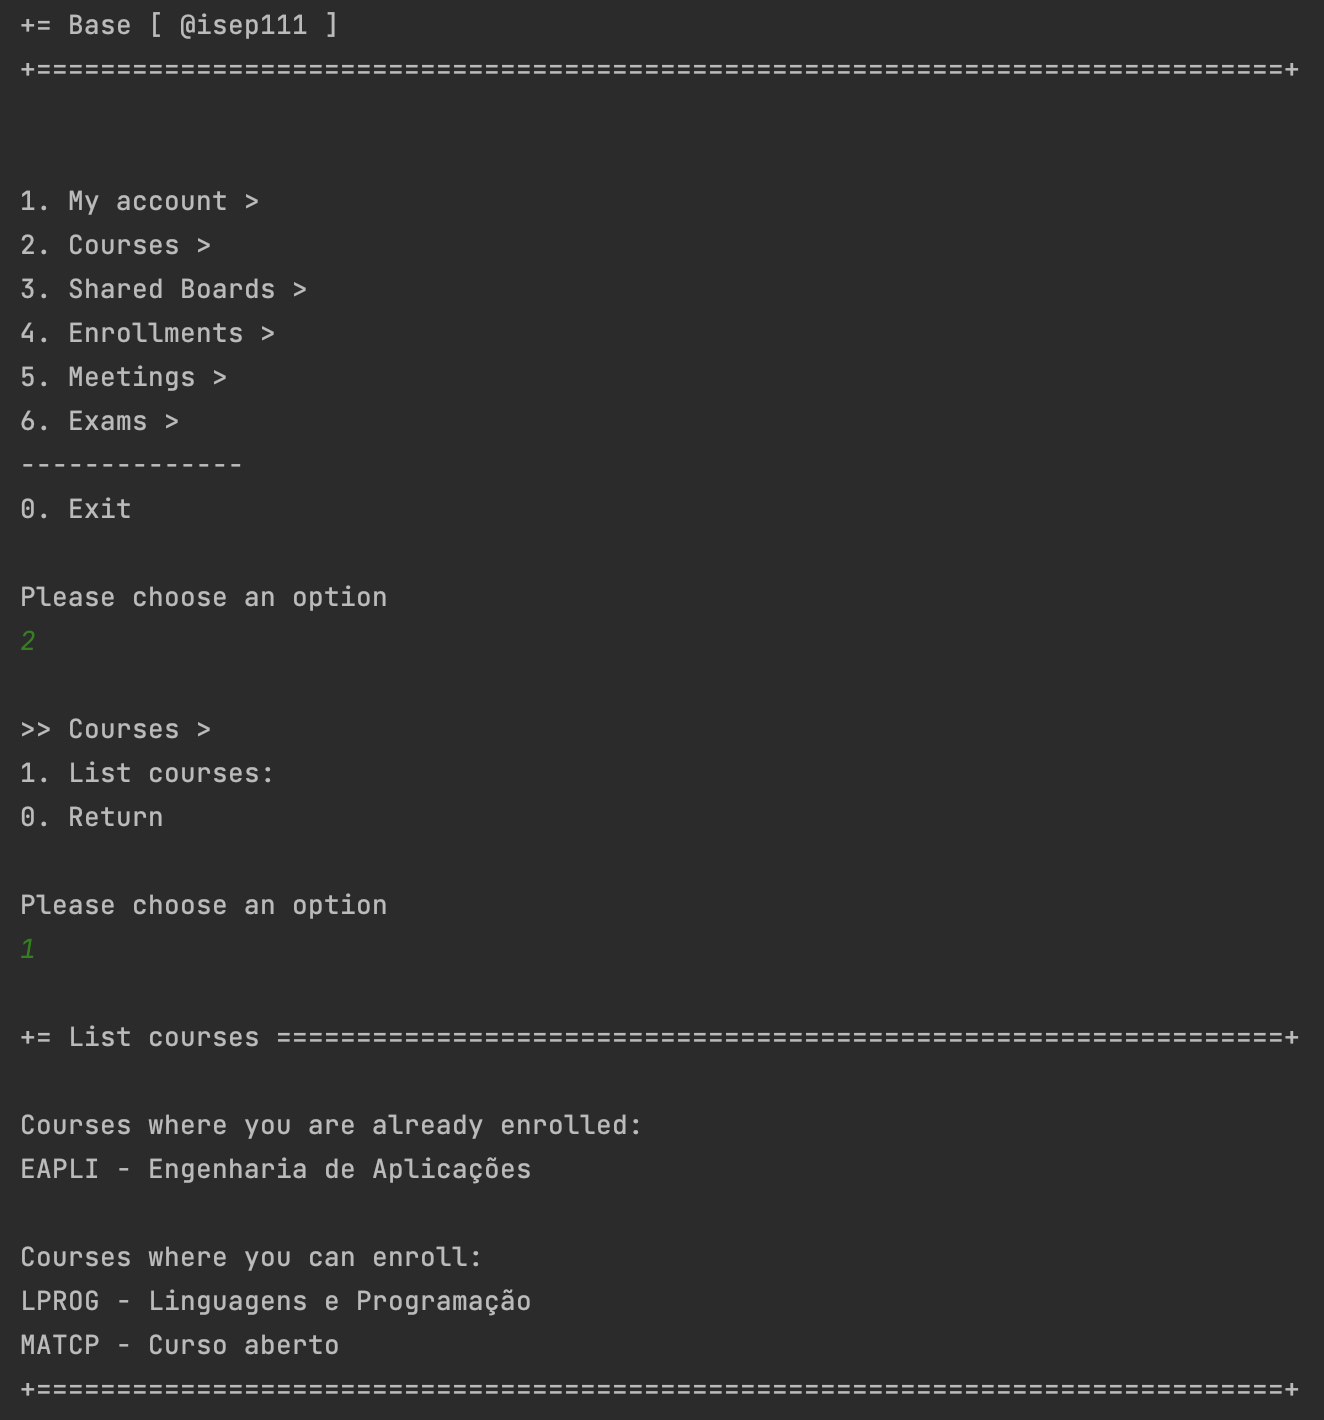 += Base [ @isep111 ]
+==============================================================================+
1. My account >
2. Courses >
3. Shared Boards >
4. Enrollments >
5. Meetings >
6. Exams >
--------------
0. Exit
Please choose an option
2
>> Courses >
1. List courses:
0. Return
Please choose an option
1
+= List courses ===============================================================+
Courses where you are already enrolled:
EAPLI - Engenharia de Aplicações
Courses where you can enroll:
LPROG - Linguagens e Programação
MATCP - Curso aberto
+==============================================================================+